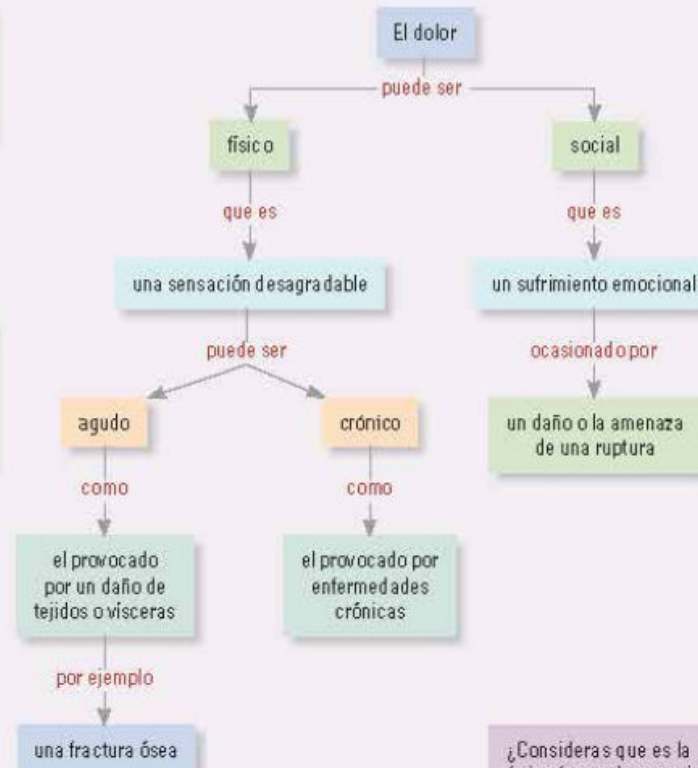 El dolor
puede ser
físico
social
que es
que es
una sensación desagradable
un sufrimiento emocional
puede ser
ocasionado por
agudo
crónico
un daño o la amenaza
de una ruptura
como
como
el provocado
por un daño de
tejidos o vísceras
el provocado por
enfermedades
crónicas
por ejemplo
una fractura ósea
¿Consideras que es la